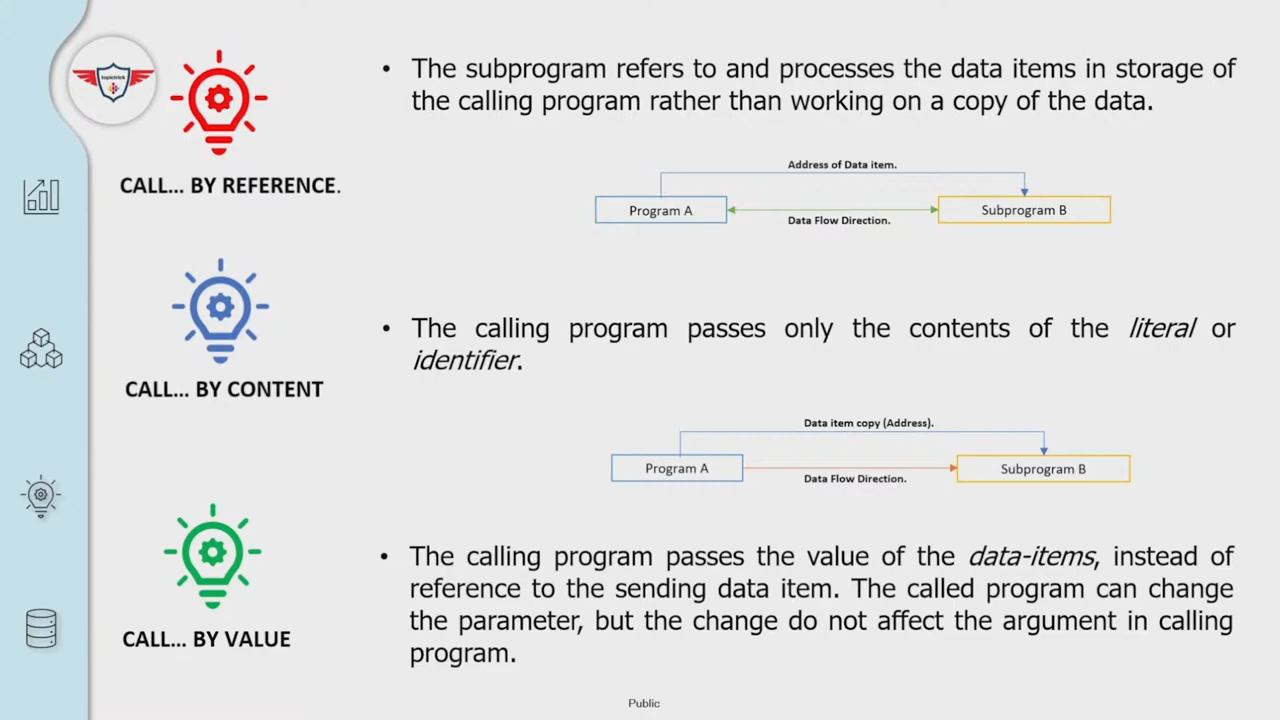 topictrick
CALL... BY REFERENCE.
• The subprogram refers to and processes the data items in storage of
the calling program rather than working on a copy of the data.
Address of Data item.
Program A
Subprogram B
Data Flow Direction.
CALL... BY CONTENT
• The calling program passes only the contents of the literal or
identifier.
Data item copy (Address).
Program A
Subprogram B
Data Flow Direction.
CALL... BY VALUE
• The calling program passes the value of the data-items, instead of
reference to the sending data item. The called program can change
the parameter, but the change do not affect the argument in calling
program.
Public